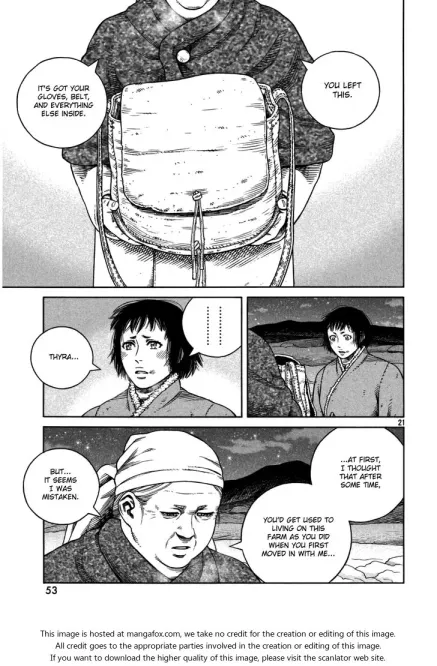 YOU LEFT
THIS.
IT'S GOT YOUR
GLOVES, BELT,
AND EVERYTHING
ELSE INSIDE.
THYRA...
21
...AT FIRST,
I THOUGHT
THAT AFTER
SOME TIME,
YOU'D GET USED TO
LIVING ON THIS
FARM AS YOU DID
WHEN YOU FIRST
MOVED IN WITH ME...
BUT...
IT SEEMS
I WAS
MISTAKEN.
53
This image is hosted at mangafox.com, we take no credit for the creation or editing of this image.
All credit goes to the appropriate parties involved in the creation or editing of this image.
If you want to download the higher quality of this image, please visit the scanlator web site.